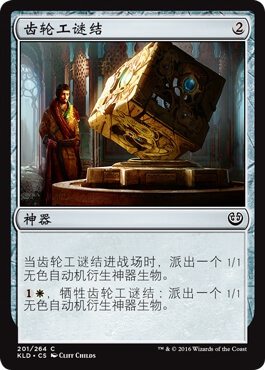 齿轮工谜结 2
神器
当齿轮工谜结进战场时，派出一个 1/1
无色自动机衍生神器生物。
1，牺牲齿轮工谜结：派出一个 1/1
无色自动机衍生神器生物。
201/264 C
KLD • CS CLIFF CHILDS
™ & © 2016 Wizards of the Coast